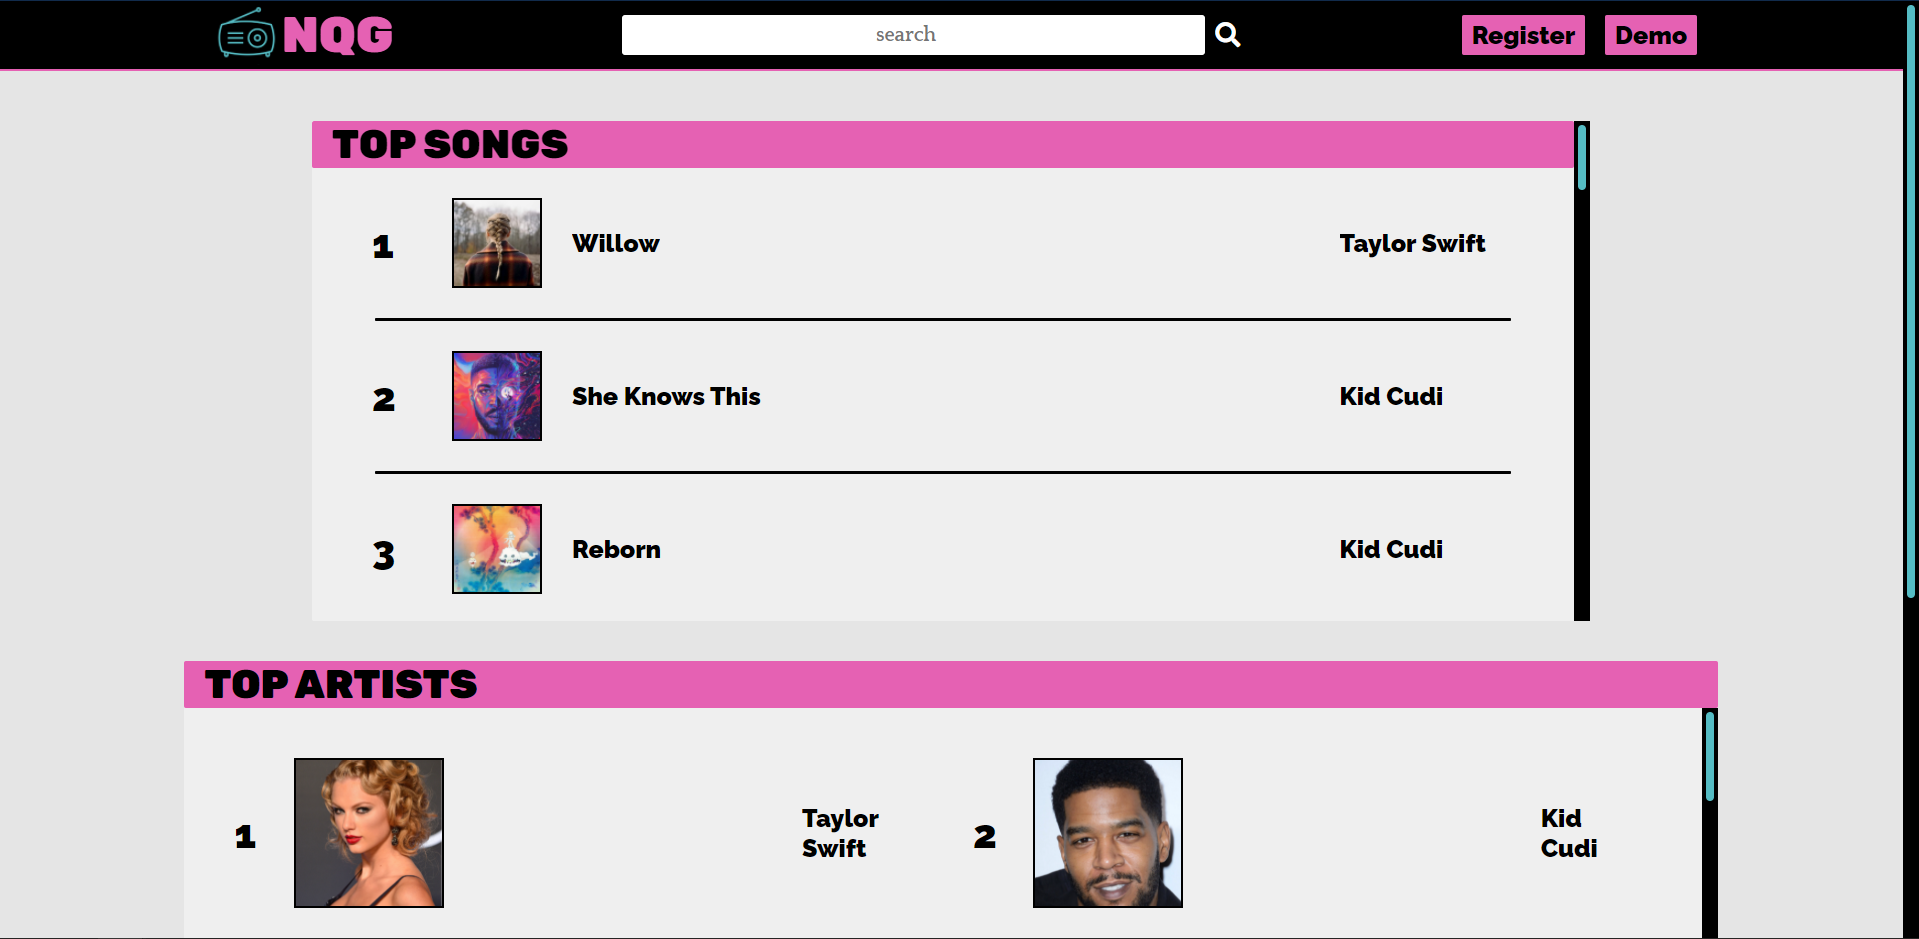 NQG
search
Register
Demo
TOP SONGS
1
Willow
Taylor Swift
2
She Knows This
Kid Cudi
3
Reborn
Kid Cudi
TOP ARTISTS
1
Taylor
Swift
2
Kid
Cudi